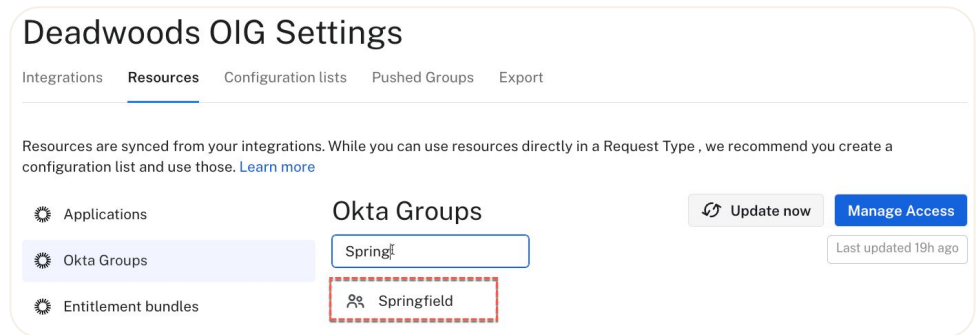 Deadwoods OIG Settings
Integrations Resources Configuration lists Pushed Groups Export
Resources are synced from your integrations. While you can use resources directly in a Request Type , we recommend you create a
configuration list and use those. Learn more
Applications
Okta Groups
Entitlement bundles
Okta Groups
Update now
Manage Access
Last updated 19h ago
Spring
Springfield